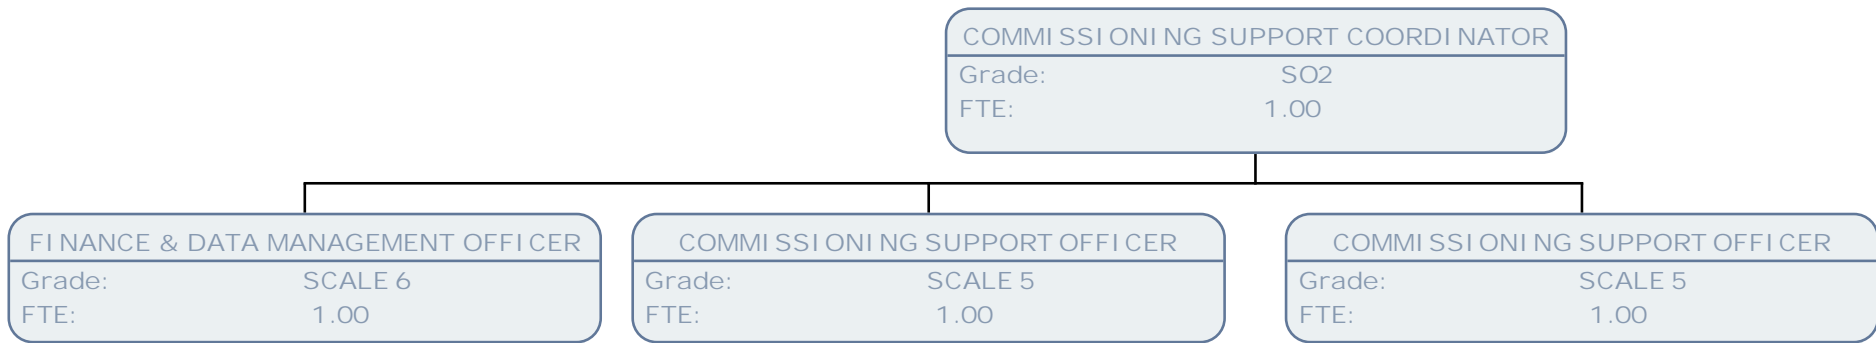 COMMISSIONING SUPPORT COORDINATOR
Grade: SO2
FTE: 1.00
FINANCE & DATA MANAGEMENT OFFICER
Grade: SCALE 6
FTE: 1.00
COMMISSIONING SUPPORT OFFICER
Grade: SCALE 5
FTE: 1.00
COMMISSIONING SUPPORT OFFICER
Grade: SCALE 5
FTE: 1.00